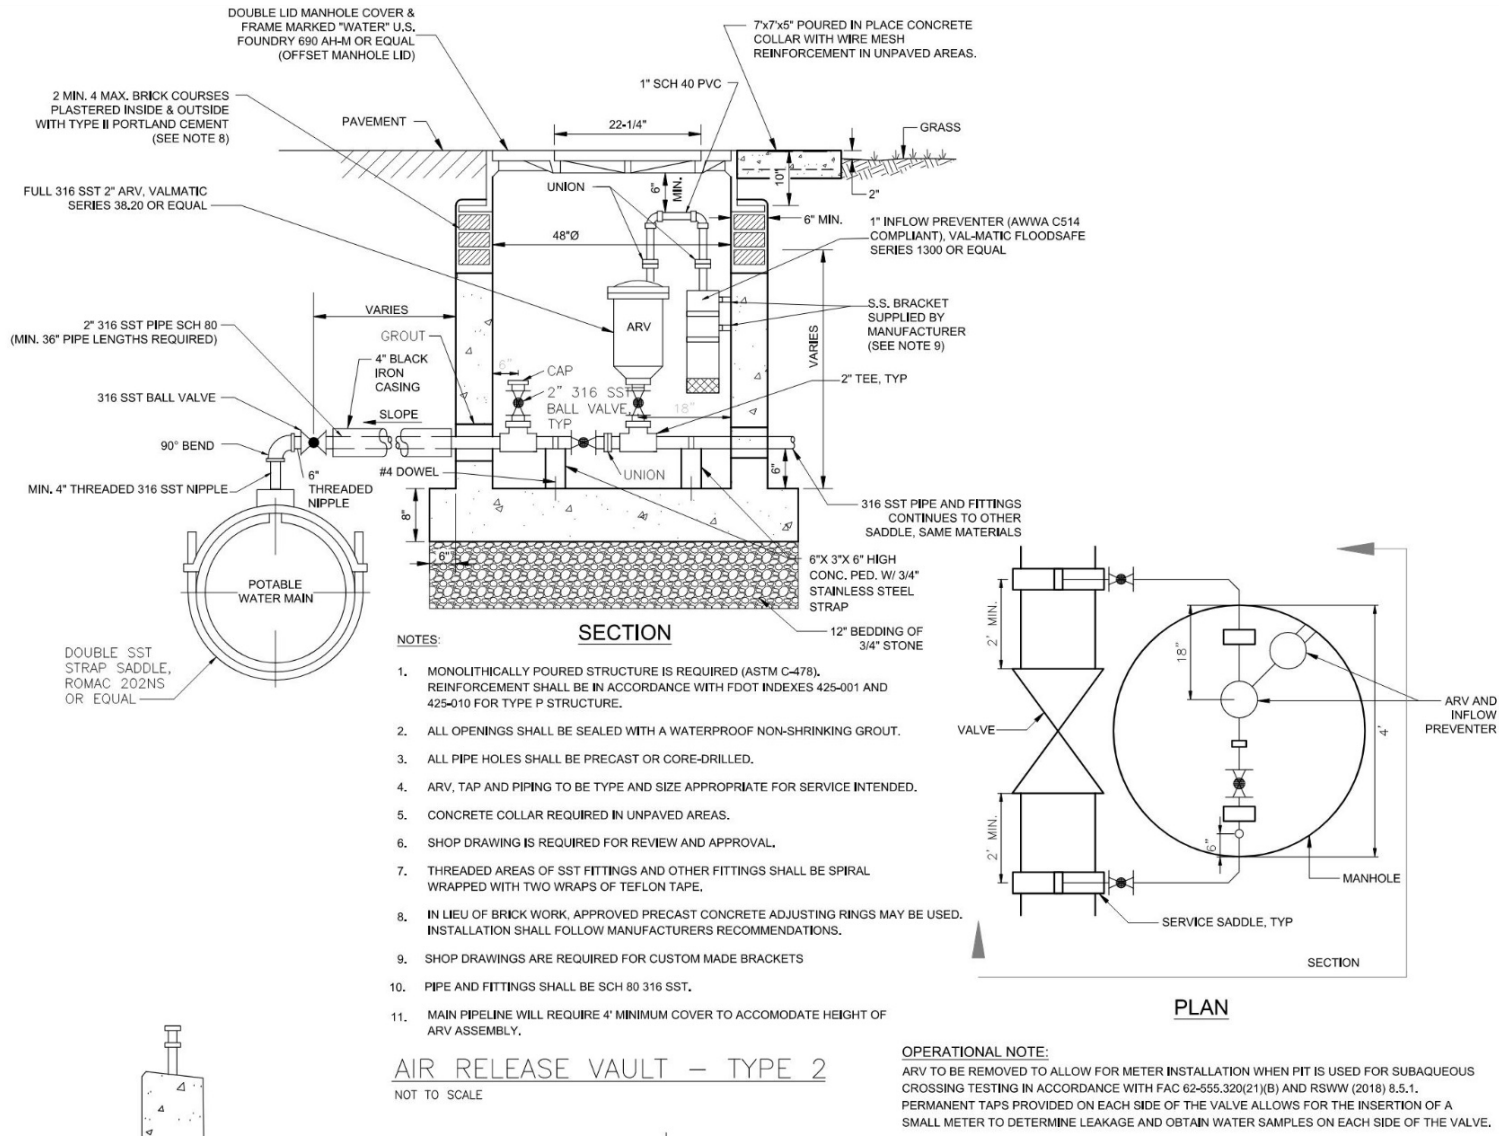 DOUBLE LID MANHOLE COVER &
FRAME MARKED "WATER" U.S.
FOUNDRY 690 AH-M OR EQUAL
(OFFSET MANHOLE LID)
7'x7'x5" POURED IN PLACE CONCRETE
COLLAR WITH WIRE MESH
REINFORCEMENT IN UNPAVED AREAS.
1" SCH 40 PVC
2 MIN. 4 MAX. BRICK COURSES
PLASTERED INSIDE & OUTSIDE
WITH TYPE II PORTLAND CEMENT
(SEE NOTE 8)
PAVEMENT
22-1/4"
GRASS
10"
2"
6"
MIN.
UNION
FULL 316 SST 2" ARV, VALMATIC
SERIES 38.20 OR EQUAL
6" MIN.
48"Ø
1" INFLOW PREVENTER (AWWA C514
COMPLIANT), VAL-MATIC FLOODSAFE
SERIES 1300 OR EQUAL
VARIES
S.S. BRACKET
SUPPLIED BY
MANUFACTURER
(SEE NOTE 9)
VARIES
2" 316 SST PIPE SCH 80
(MIN. 36" PIPE LENGTHS REQUIRED)
GROUT
ARV
4" BLACK
IRON
CASING
6"
CAP
2" TEE, TYP
316 SST BALL VALVE
2" 316 SST
BALL VALVE,
TYP
18"
SLOPE
90° BEND
#4 DOWEL
UNION
6"
MIN. 4" THREADED 316 SST NIPPLE
6"
THREADED
NIPPLE
8"
316 SST PIPE AND FITTINGS
CONTINUES TO OTHER
SADDLE, SAME MATERIALS
6"
6"X 3"X 6" HIGH
CONC. PED. W/ 3/4"
STAINLESS STEEL
STRAP
POTABLE
WATER MAIN
12" BEDDING OF
3/4" STONE
DOUBLE SST
STRAP SADDLE,
ROMAC 202NS
OR EQUAL
SECTION
NOTES:
1. MONOLITHICALLY POURED STRUCTURE IS REQUIRED (ASTM C-478).
REINFORCEMENT SHALL BE IN ACCORDANCE WITH FDOT INDEXES 425-001 AND
425-010 FOR TYPE P STRUCTURE.
2. ALL OPENINGS SHALL BE SEALED WITH A WATERPROOF NON-SHRINKING GROUT.
3. ALL PIPE HOLES SHALL BE PRECAST OR CORE-DRILLED.
4. ARV, TAP AND PIPING TO BE TYPE AND SIZE APPROPRIATE FOR SERVICE INTENDED.
5. CONCRETE COLLAR REQUIRED IN UNPAVED AREAS.
6. SHOP DRAWING IS REQUIRED FOR REVIEW AND APPROVAL.
7. THREADED AREAS OF SST FITTINGS AND OTHER FITTINGS SHALL BE SPIRAL
WRAPPED WITH TWO WRAPS OF TEFLON TAPE.
8. IN LIEU OF BRICK WORK, APPROVED PRECAST CONCRETE ADJUSTING RINGS MAY BE USED.
INSTALLATION SHALL FOLLOW MANUFACTURERS RECOMMENDATIONS.
9. SHOP DRAWINGS ARE REQUIRED FOR CUSTOM MADE BRACKETS
10. PIPE AND FITTINGS SHALL BE SCH 80 316 SST.
11. MAIN PIPELINE WILL REQUIRE 4' MINIMUM COVER TO ACCOMODATE HEIGHT OF
ARV ASSEMBLY.
AIR RELEASE VAULT – TYPE 2
NOT TO SCALE
2' MIN.
18"
VALVE
4'
ARV AND
INFLOW
PREVENTER
2' MIN.
6"
MANHOLE
SERVICE SADDLE, TYP
SECTION
PLAN
OPERATIONAL NOTE:
ARV TO BE REMOVED TO ALLOW FOR METER INSTALLATION WHEN PIT IS USED FOR SUBAQUEOUS
CROSSING TESTING IN ACCORDANCE WITH FAC 62-555.320(21)(B) AND RSWW (2018) 8.5.1.
PERMANENT TAPS PROVIDED ON EACH SIDE OF THE VALVE ALLOWS FOR THE INSERTION OF A
SMALL METER TO DETERMINE LEAKAGE AND OBTAIN WATER SAMPLES ON EACH SIDE OF THE VALVE.